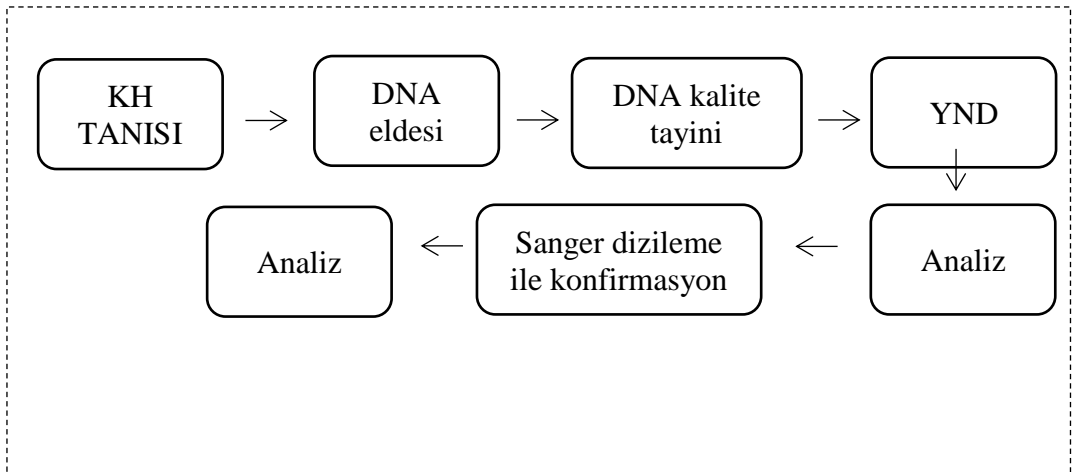 KH
TANISI
DNA
eldesi
DNA kalite
tayini
YND
Analiz
Sanger dizileme
ile konfirmasyon
Analiz